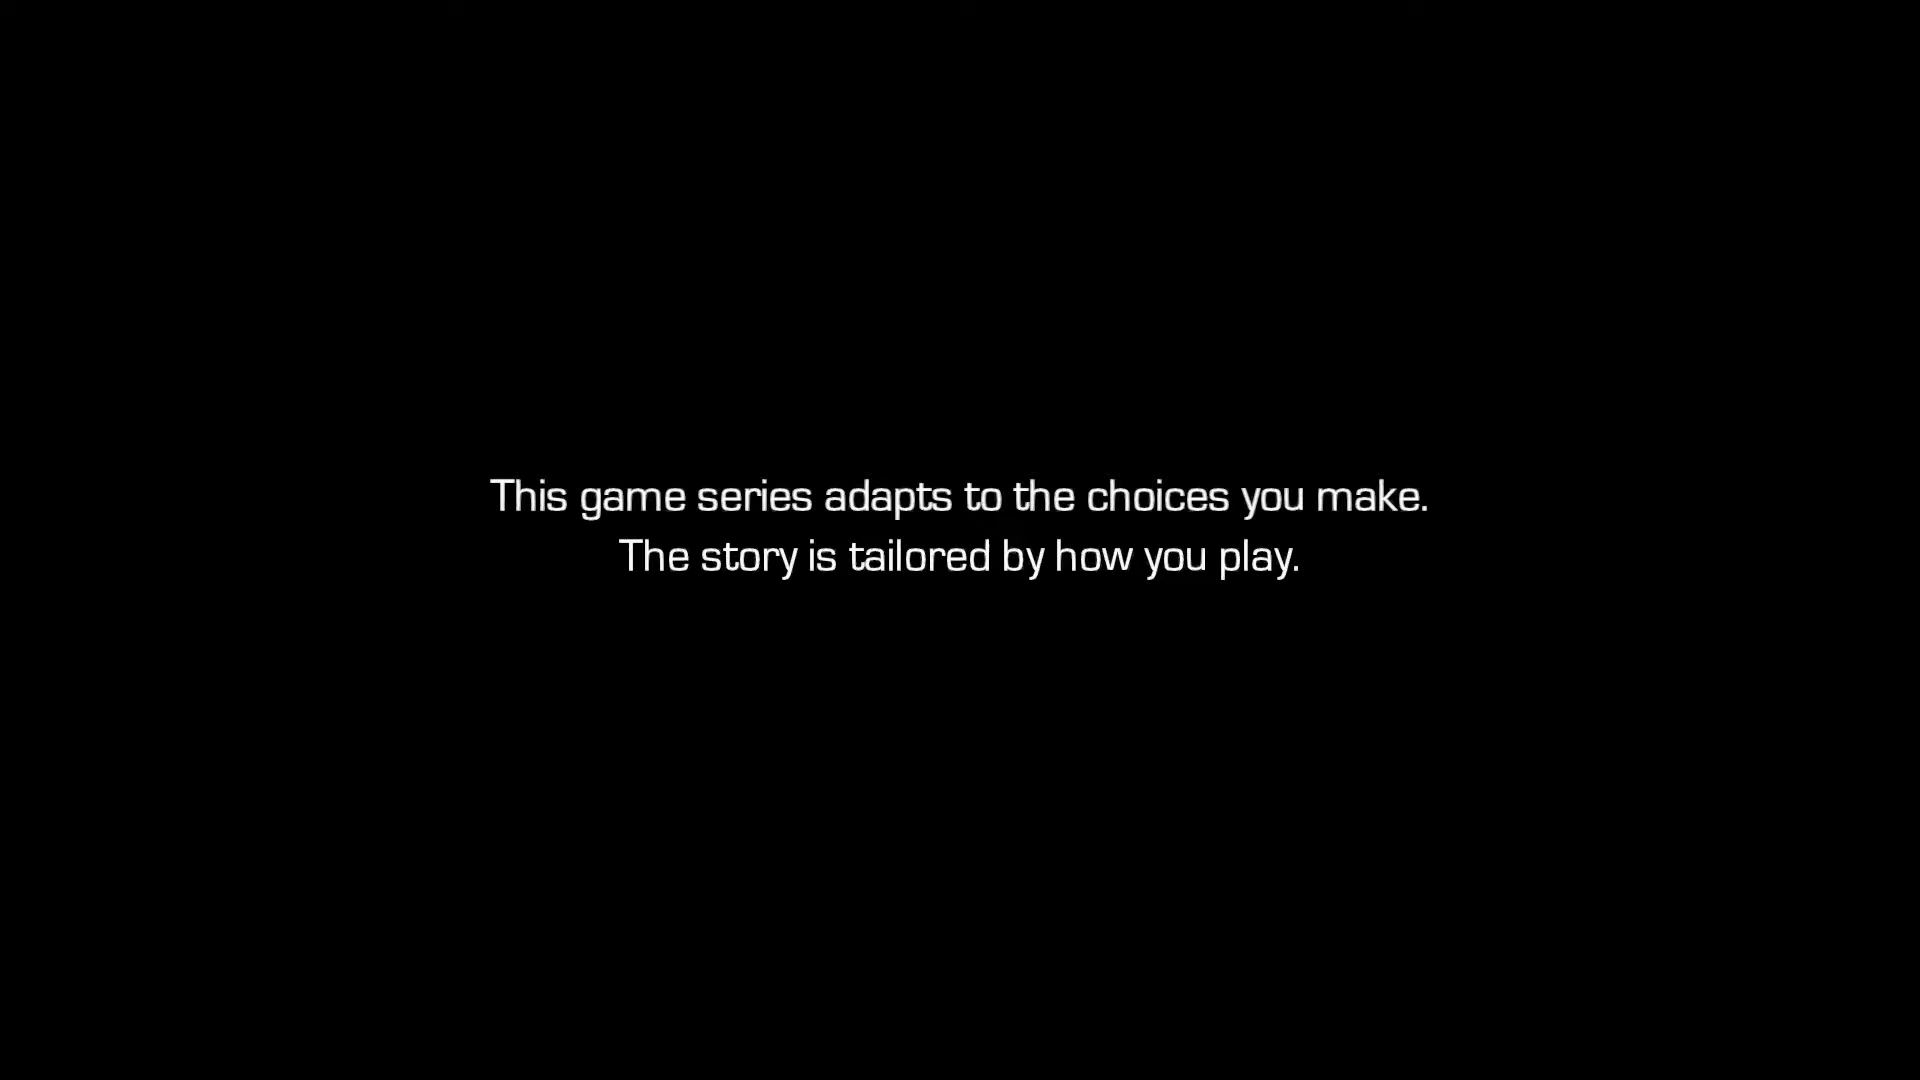 This game series adapts to the choices you make.
The story is tailored by how you play.